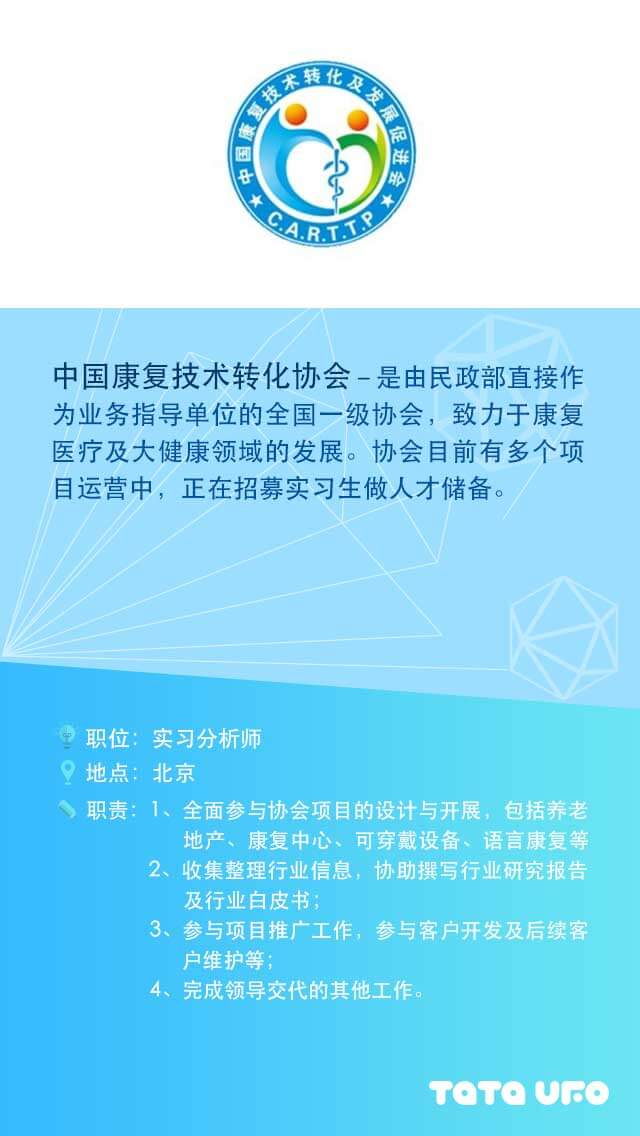 中国康复技术转化及发展促进会
C.A.R.T.T.P
中国康复技术转化协会 – 是由民政部直接作
为业务指导单位的全国一级协会，致力于康复
医疗及大健康领域的发展。协会目前有多个项
目运营中，正在招募实习生做人才储备。
职位：实习分析师
地点：北京
职责：1、全面参与协会项目的设计与开展，包括养老
地产、康复中心、可穿戴设备、语言康复等
2、收集整理行业信息，协助撰写行业研究报告
及行业白皮书；
3、参与项目推广工作，参与客户开发及后续客
户维护等；
4、完成领导交代的其他工作。
TATA UFO